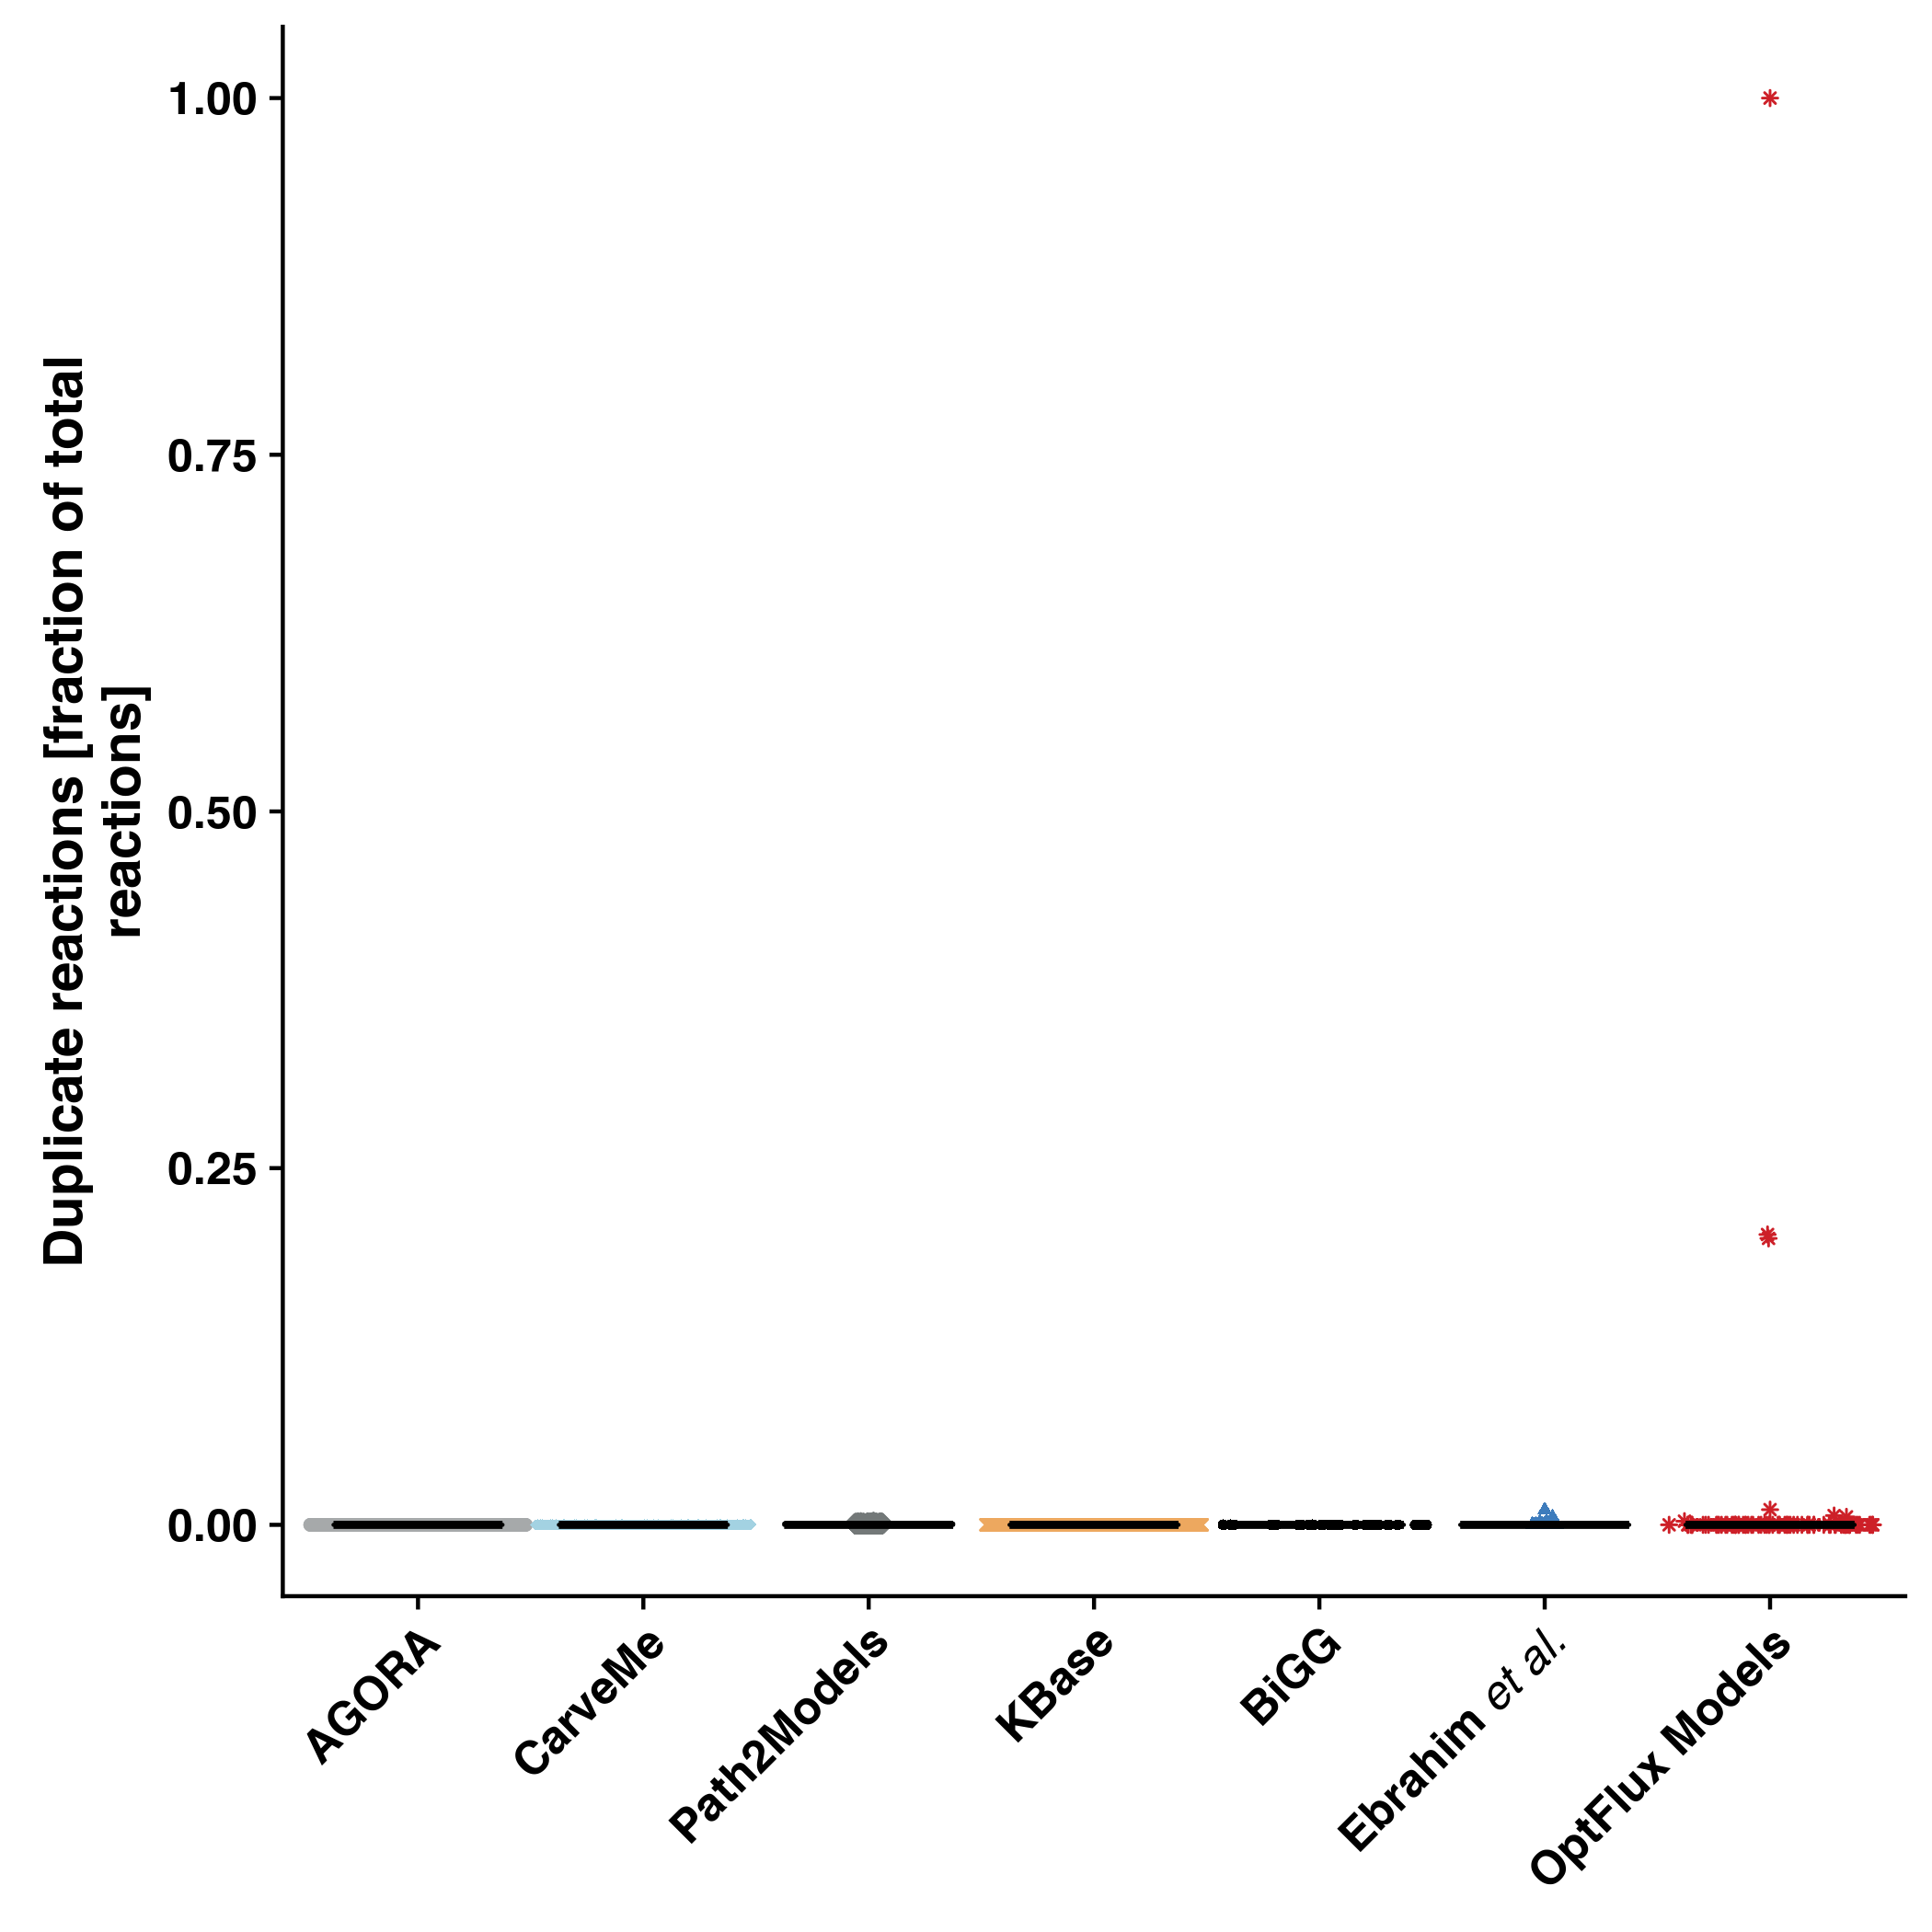 Duplicate reactions [fraction of total
reactions]
1.00
0.75
0.50
0.25
0.00
AGORA
CarveMe
Path2Models
KBase
BiGG
Ebrahim et al.
OptFlux Models